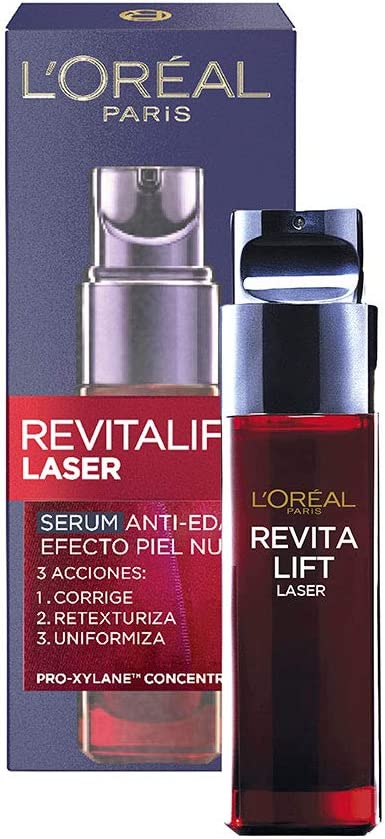 L'ORÉAL
PARIS
REVITALIF
LASER
SERUM ANTI-EDA
EFECTO PIEL NU
3 ACCIONES:
1. CORRIGE
2. RETEXTURIZA
3. UNIFORMIZA
PRO-XYLANE™ CONCENTR
L'ORÉAL
REVITA
LIFT
LASER